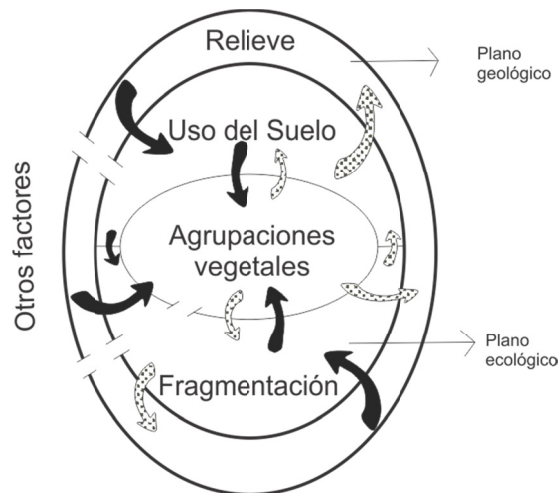 Relieve
Plano
geológico
Uso del Suelo
Otros factores
Agrupaciones
vegetales
Plano
ecológico
Fragmentación